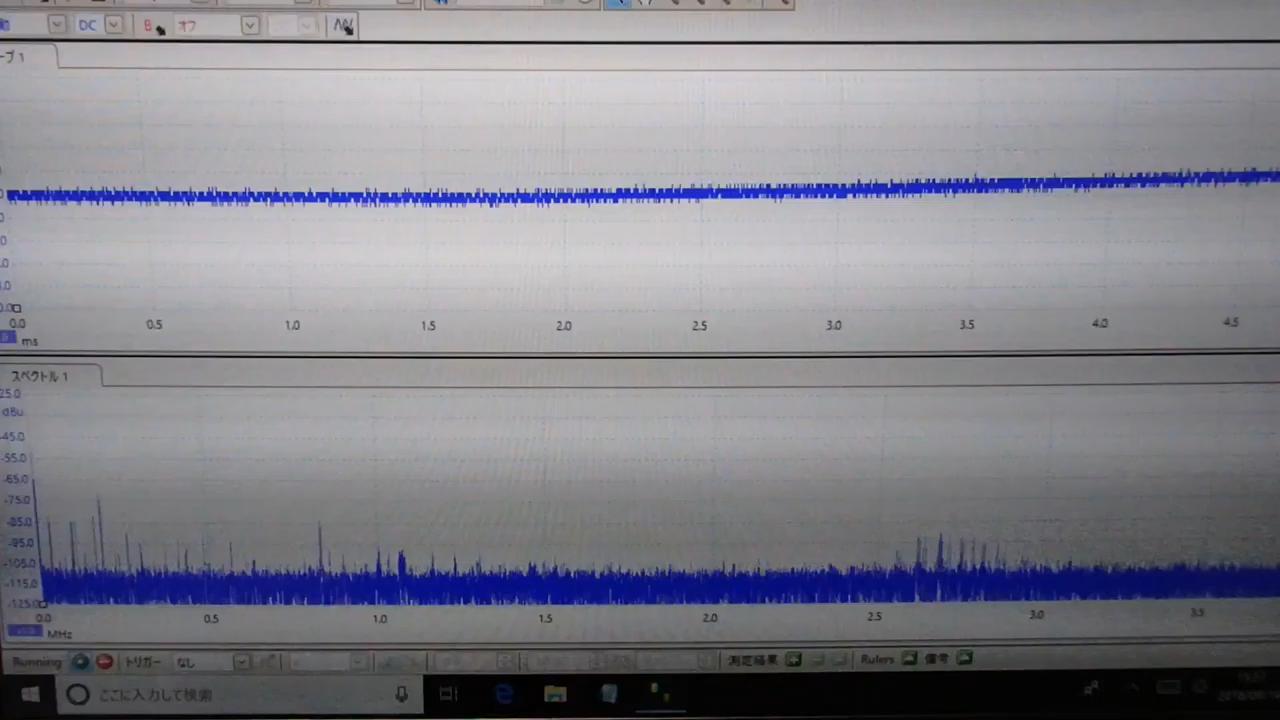 DC B オフ
ープ 1
0.0 0.5 1.0 1.5 2.0 2.5 3.0 3.5 4.0 4.5
ms
スペクトル 1
25.0
dBu
-45.0
-55.0
-65.0
-75.0
-85.0
-95.0
-105.0
-115.0
-125.0
0.0 0.5 1.0 1.5 2.0 2.5 3.0 3.5
MHz
Running トリガー なし 測定結果 Rulers 備考
ここに入力して検索